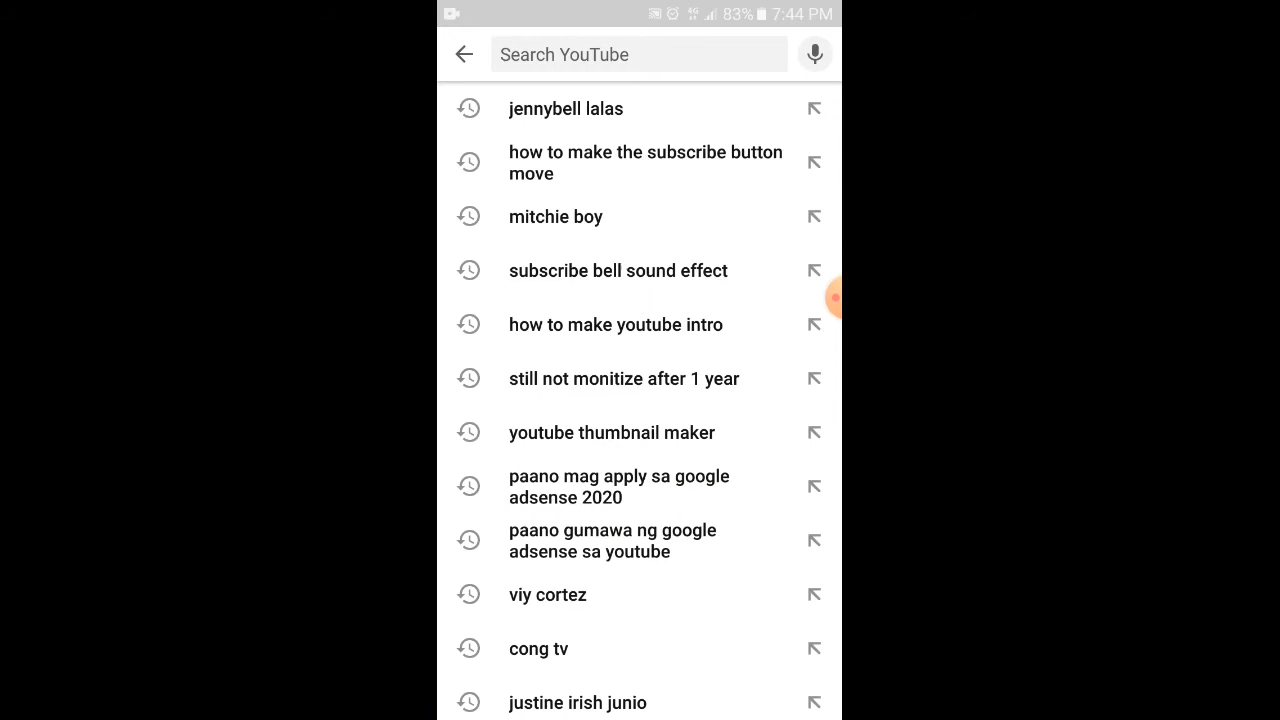 83% 7:44 PM
Search YouTube
jennybell lalas
how to make the subscribe button
move
mitchie boy
subscribe bell sound effect
how to make youtube intro
still not monitize after 1 year
youtube thumbnail maker
paano mag apply sa google
adsense 2020
paano gumawa ng google
adsense sa youtube
viy cortez
cong tv
justine irish junio